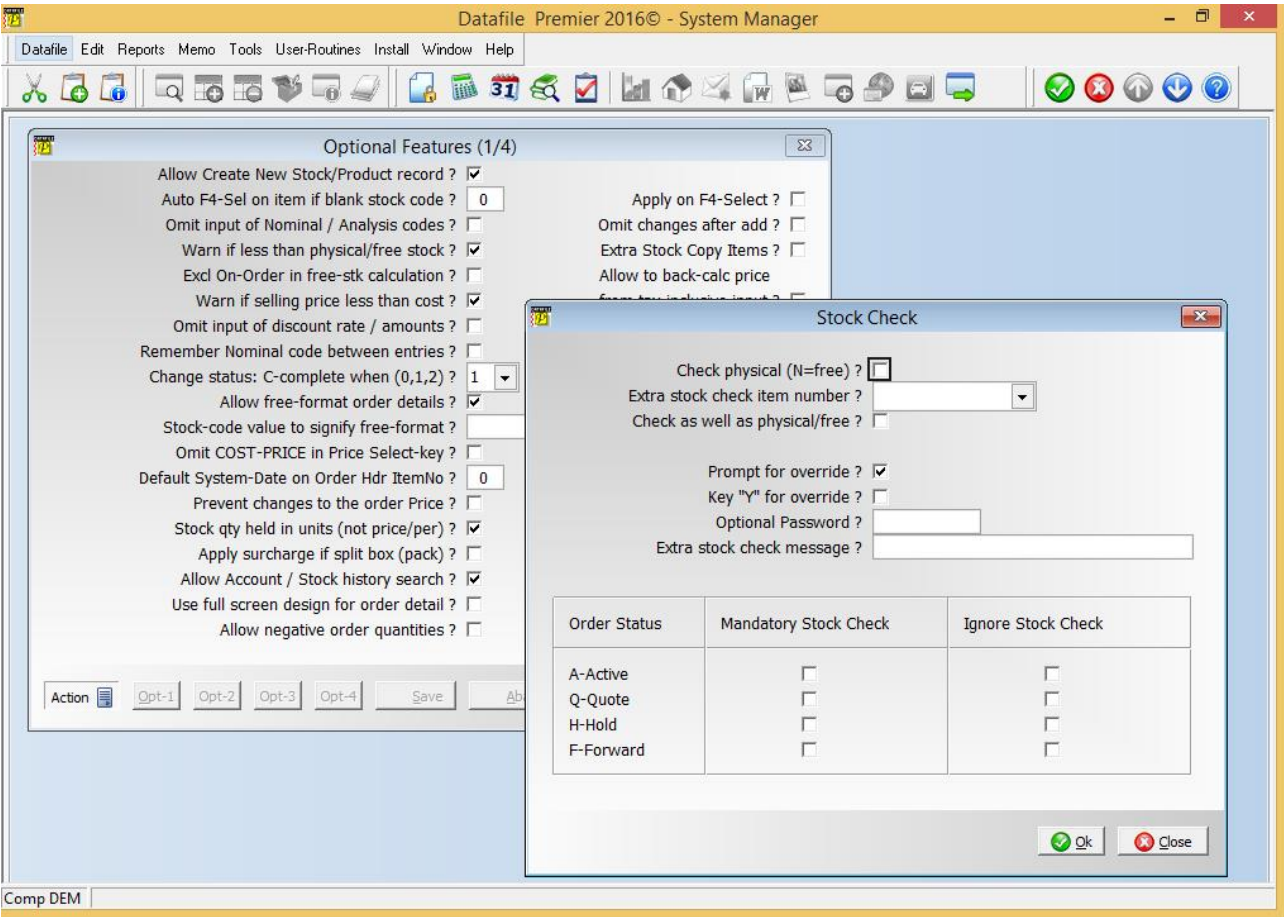 Datafile Premier 2016© - System Manager
Datafile Edit Reports Memo Tools User-Routines Install Window Help
31
W
Optional Features (1/4)
Allow Create New Stock/Product record ?
Auto F4-Sel on item if blank stock code ? 0 Apply on F4-Select ?
Omit input of Nominal / Analysis codes ? Omit changes after add ?
Warn if less than physical/free stock ? Extra Stock Copy Items ?
Excl On-Order in free-stk calculation ? Allow to back-calc price
Warn if selling price less than cost ? from tax-inclusive input ?
Omit input of discount rate / amounts ?
Remember Nominal code between entries ?
Change status: C-complete when (0,1,2) ? 1
Allow free-format order details ?
Stock-code value to signify free-format ?
Omit COST-PRICE in Price Select-key ?
Default System-Date on Order Hdr ItemNo ? 0
Prevent changes to the order Price ?
Stock qty held in units (not price/per) ?
Apply surcharge if split box (pack) ?
Allow Account / Stock history search ?
Use full screen design for order detail ?
Allow negative order quantities ?
Action Opt-1 Opt-2 Opt-3 Opt-4 Save
Stock Check
Check physical (N=free) ?
Extra stock check item number ?
Check as well as physical/free ?
Prompt for override ?
Key "Y" for override ?
Optional Password ?
Extra stock check message ?
Order Status Mandatory Stock Check Ignore Stock Check
A-Active
Q-Quote
H-Hold
F-Forward
Ok Close
Comp DEM